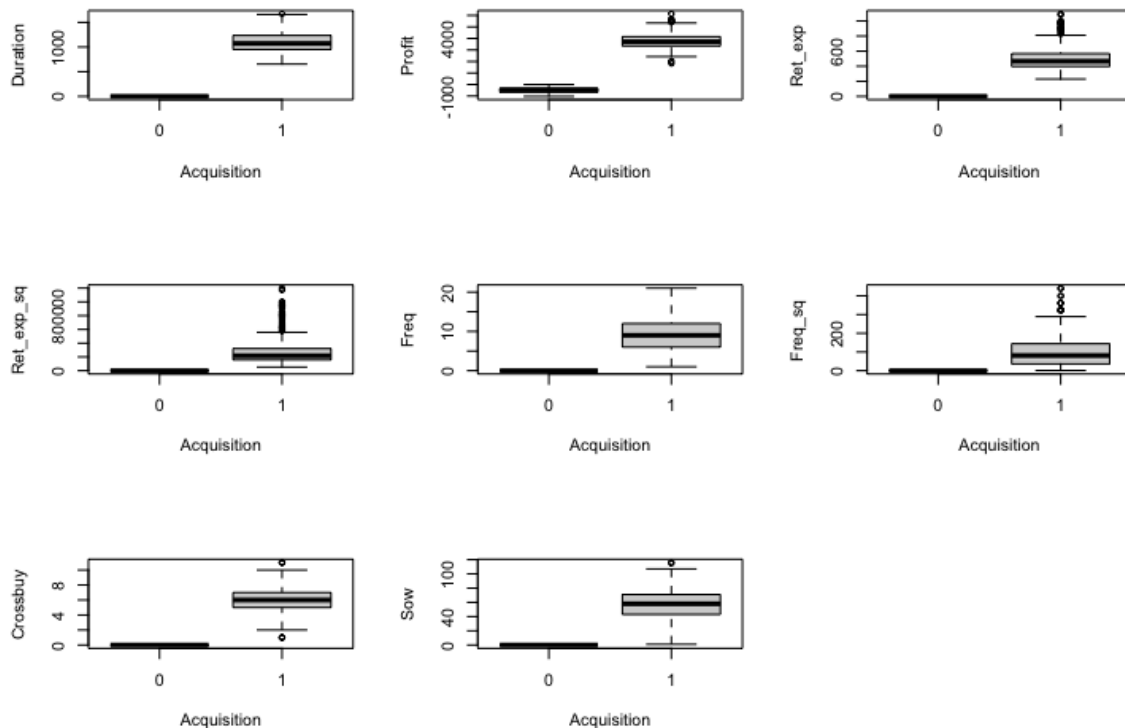 Duration
1000
0
0 1
Acquisition
Profit
4000
-1000
0 1
Acquisition
Ret_exp
600
0
0 1
Acquisition
Ret_exp_sq
800000
0
0 1
Acquisition
Freq
20
10
0
0 1
Acquisition
Freq_sq
200
0
0 1
Acquisition
Crossbuy
8
4
0
0 1
Acquisition
Sow
100
40
0
0 1
Acquisition